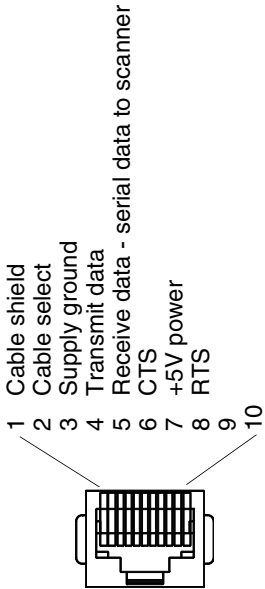 1 Cable shield
2 Cable select
3 Supply ground
4 Transmit data
5 Receive data - serial data to scanner
6 CTS
7 +5V power
8 RTS
9
10